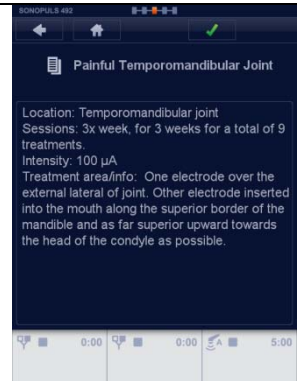 SONOPULS 492
Painful Temporomandibular Joint
Location: Temporomandibular joint
Sessions: 3x week, for 3 weeks for a total of 9
treatments.
Intensity: 100 µA
Treatment area/info:  One electrode over the
external lateral of joint. Other electrode inserted
into the mouth along the superior border of the
mandible and as far superior upward towards
the head of the condyle as possible.
0:00 0:00 A 5:00